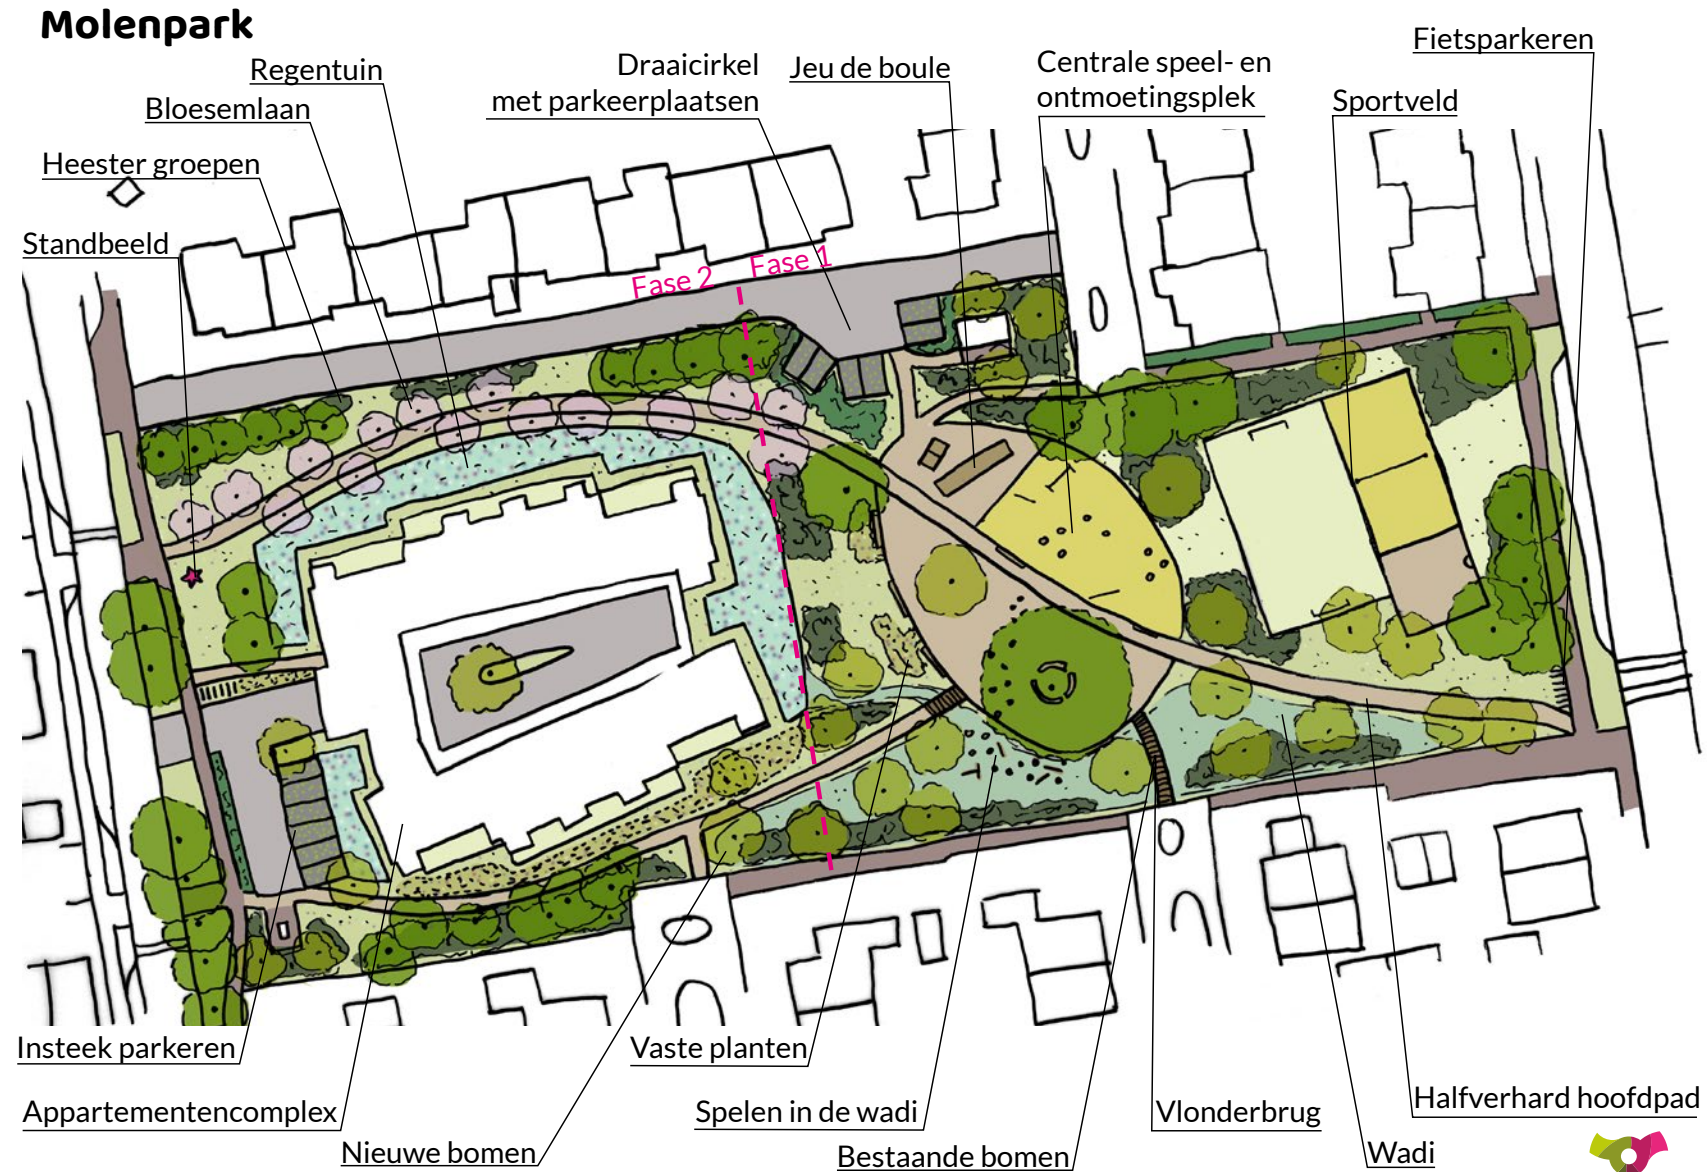 Molenpark
Fietsparkeren
Regentuin
Draaicirkel
met parkeerplaatsen
Jeu de boule
Centrale speel- en
ontmoetingsplek
Sportveld
Bloesemlaan
Heester groepen
Standbeeld
Fase 2
Fase 1
Insteek parkeren
Vaste planten
Appartementencomplex
Spelen in de wadi
Vlonderbrug
Halfverhard hoofdpad
Nieuwe bomen
Bestaande bomen
Wadi